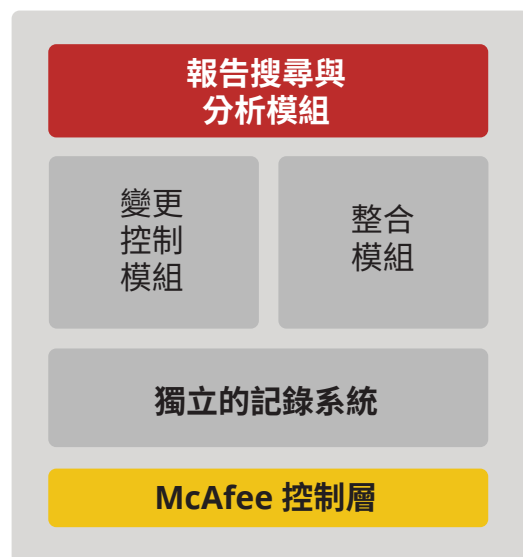 報告搜尋與
分析模組
變更
控制
模組
整合
模組
獨立的記錄系統
McAfee 控制層